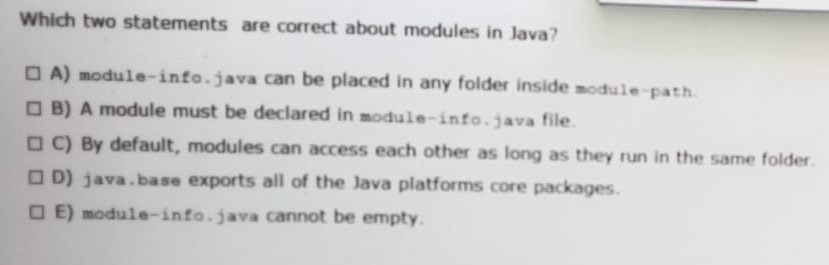 Which two statements are correct about modules in Java?
☐ A) module-info.java can be placed in any folder inside module-path.
☐ B) A module must be declared in module-info.java file.
☐ C) By default, modules can access each other as long as they run in the same folder.
☐ D) java.base exports all of the Java platforms core packages.
☐ E) module-info.java cannot be empty.